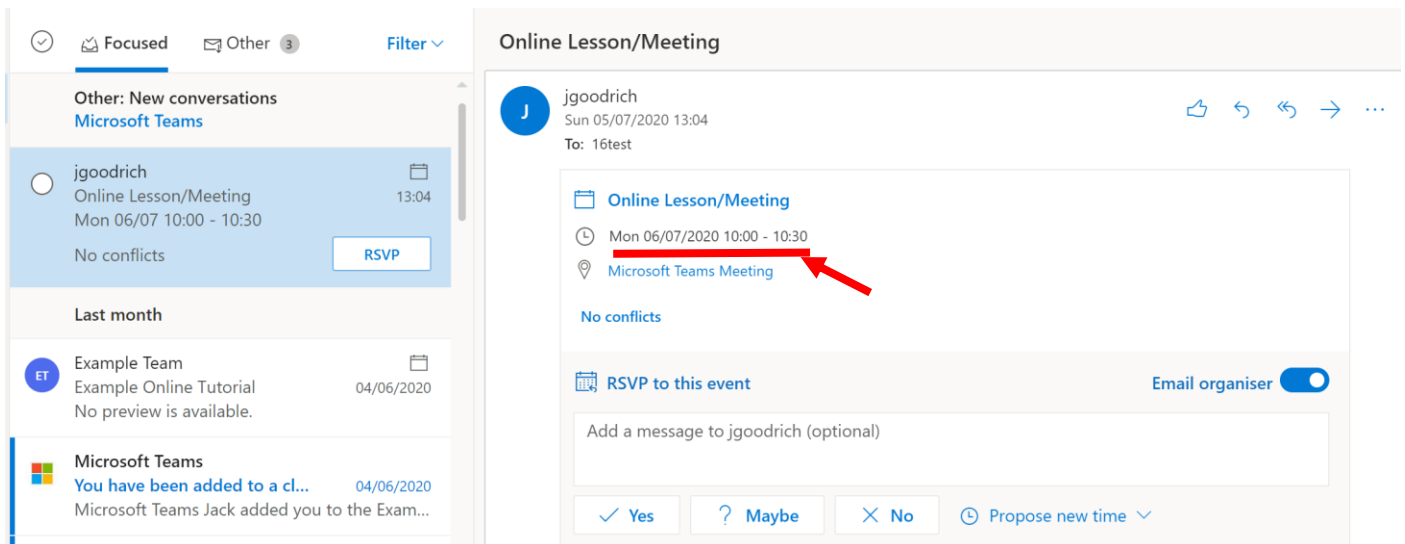 Focused Other 3 Filter
Other: New conversations
Microsoft Teams
jgoodrich
Online Lesson/Meeting 13:04
Mon 06/07 10:00 - 10:30
No conflicts RSVP
Last month
ET
Example Team
Example Online Tutorial 04/06/2020
No preview is available.
Microsoft Teams
You have been added to a cl... 04/06/2020
Microsoft Teams Jack added you to the Exam...
Online Lesson/Meeting
J
jgoodrich
Sun 05/07/2020 13:04
To: 16test
Online Lesson/Meeting
Mon 06/07/2020 10:00 - 10:30
Microsoft Teams Meeting
No conflicts
RSVP to this event Email organiser
Add a message to jgoodrich (optional)
Yes ? Maybe No Propose new time